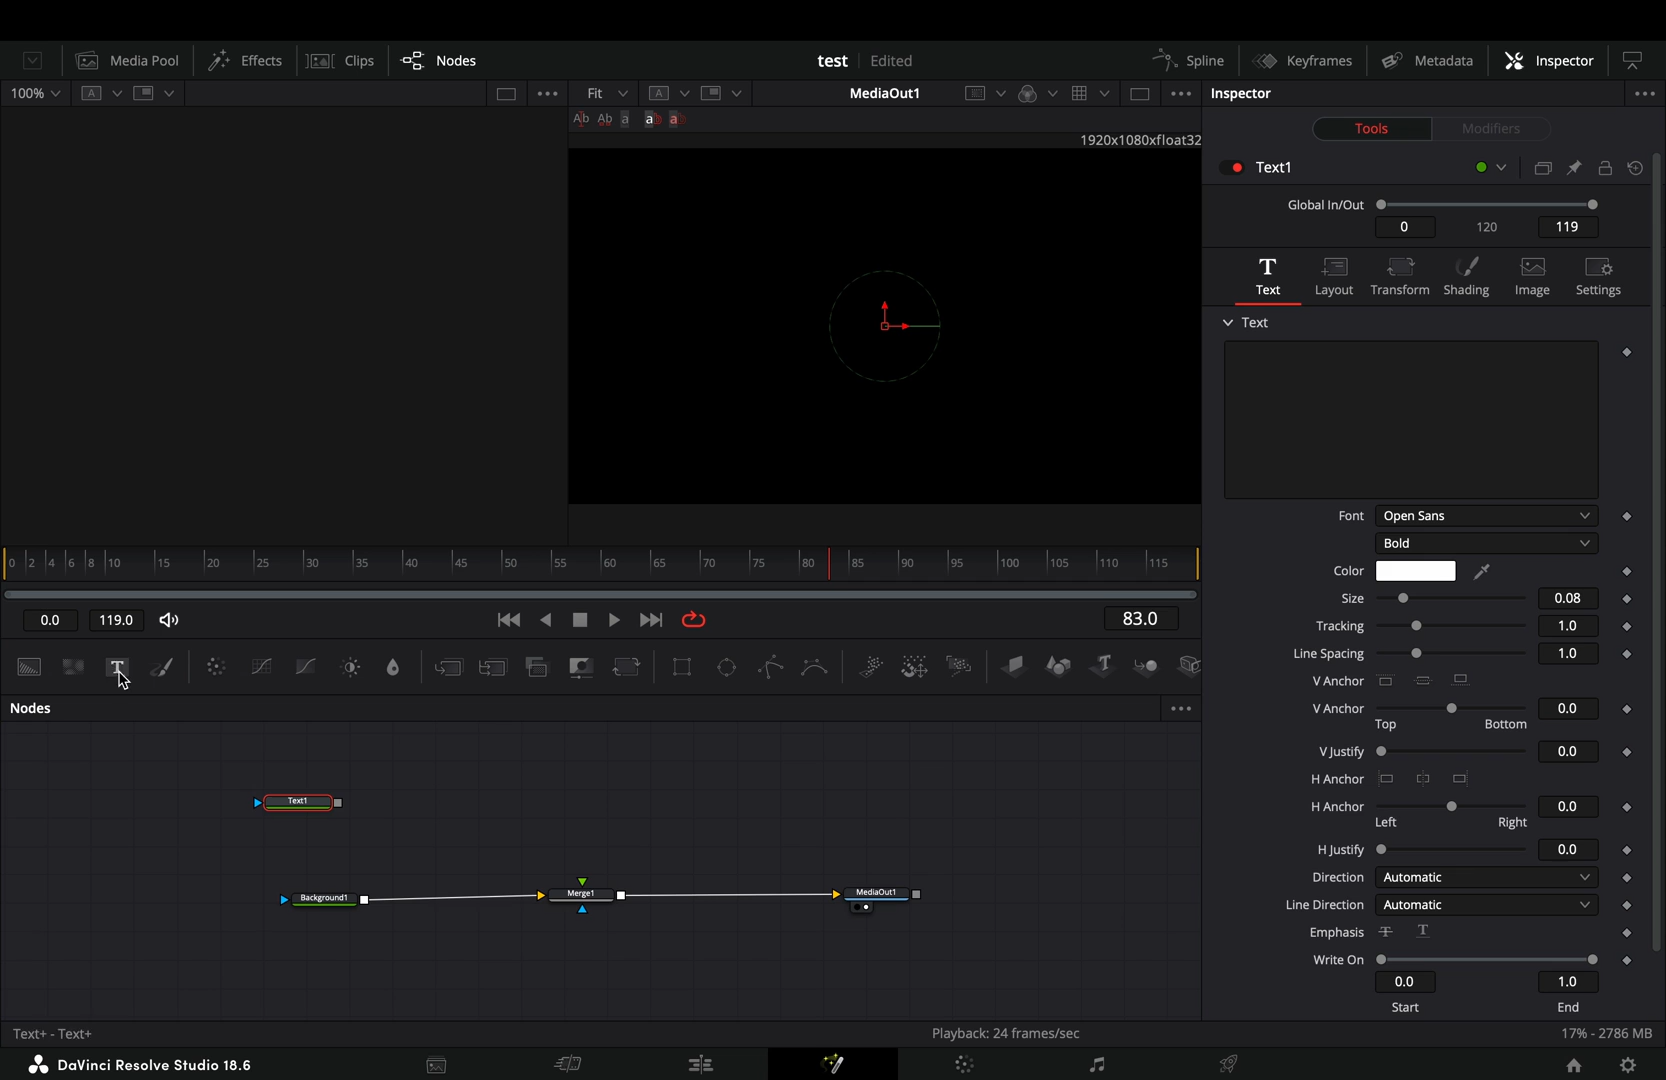 Media Pool Effects Clips Nodes test Edited Spline Keyframes Metadata Inspector
100% A Fit A MediaOut1 Inspector
Ab Ab a ab ab
1920x1080xfloat32
Tools Modifiers
Text1
Global In/Out
0 120 119
T
Text Layout Transform Shading Image Settings
Text
Font Open Sans
Bold
Color
Size 0.08
Tracking 1.0
Line Spacing 1.0
V Anchor
V Anchor 0.0
Top Bottom
V Justify 0.0
H Anchor
H Anchor 0.0
Left Right
H Justify 0.0
Direction Automatic
Line Direction Automatic
Emphasis T T
Write On
0.0 1.0
Start End
0 2 4 6 8 10 15 20 25 30 35 40 45 50 55 60 65 70 75 80 85 90 95 100 105 110 115
0.0 119.0 83.0
T T
Nodes
Text1
Background1 Merge1 MediaOut1
Text+ - Text+ Playback: 24 frames/sec 17% - 2786 MB
DaVinci Resolve Studio 18.6